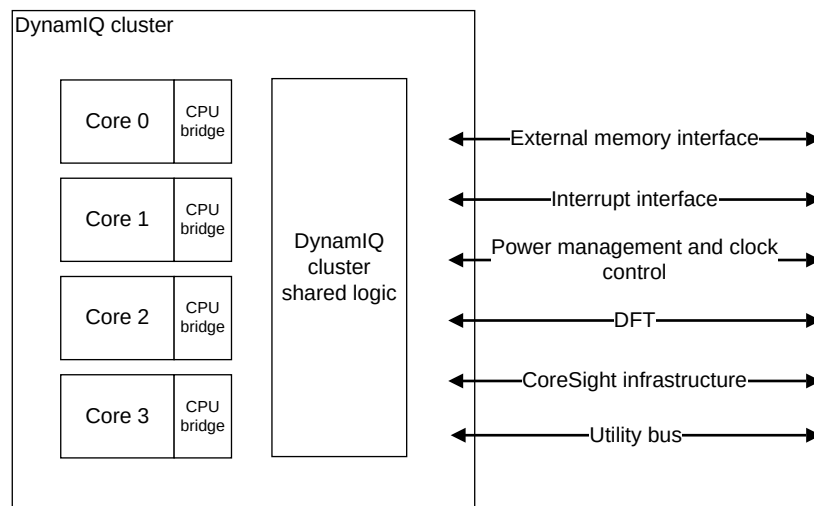 DynamIQ cluster
Core 0
CPU
bridge
Core 1
CPU
bridge
Core 2
CPU
bridge
Core 3
CPU
bridge
DynamIQ
cluster
shared logic
External memory interface
Interrupt interface
Power management and clock
control
DFT
CoreSight infrastructure
Utility bus